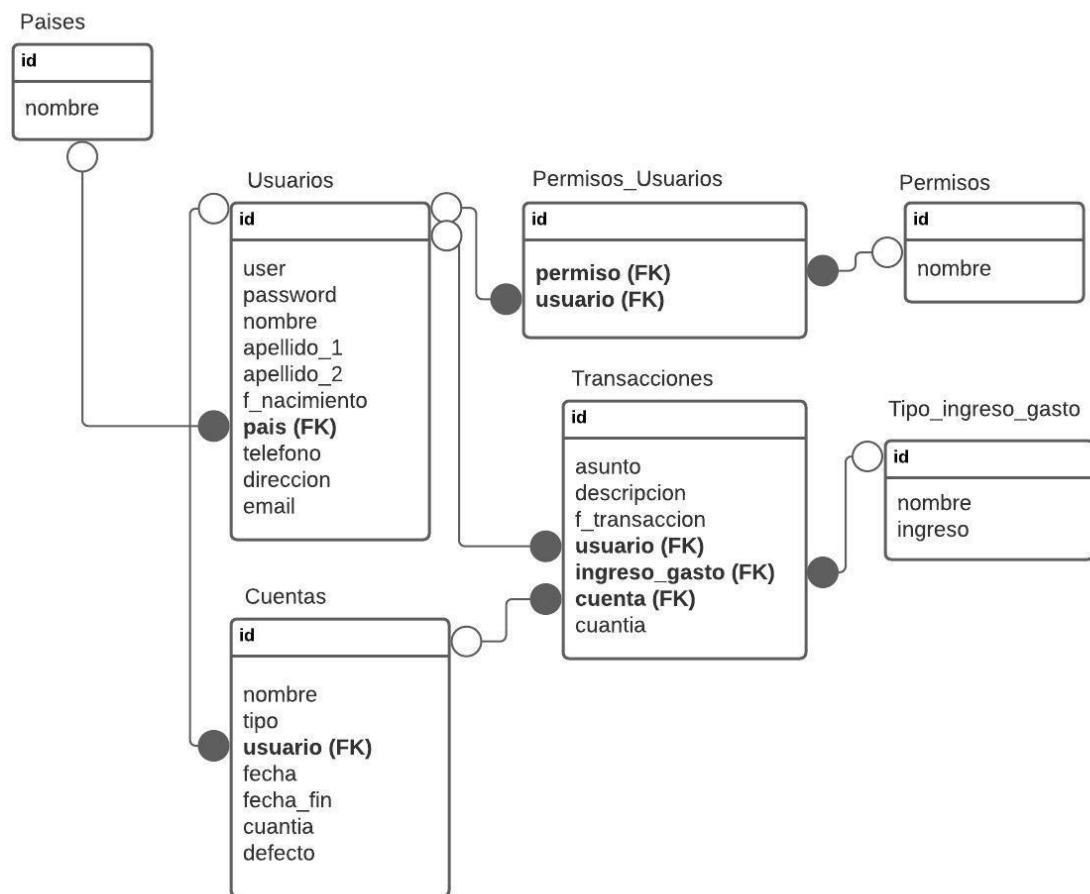 Paises
id
nombre
Usuarios
id
user
password
nombre
apellido_1
apellido_2
f_nacimiento
pais (FK)
telefono
direccion
email
Permisos_Usuarios
id
permiso (FK)
usuario (FK)
Permisos
id
nombre
Transacciones
id
asunto
descripcion
f_transaccion
usuario (FK)
ingreso_gasto (FK)
cuenta (FK)
cuantia
Tipo_ingreso_gasto
id
nombre
ingreso
Cuentas
id
nombre
tipo
usuario (FK)
fecha
fecha_fin
cuantia
defecto